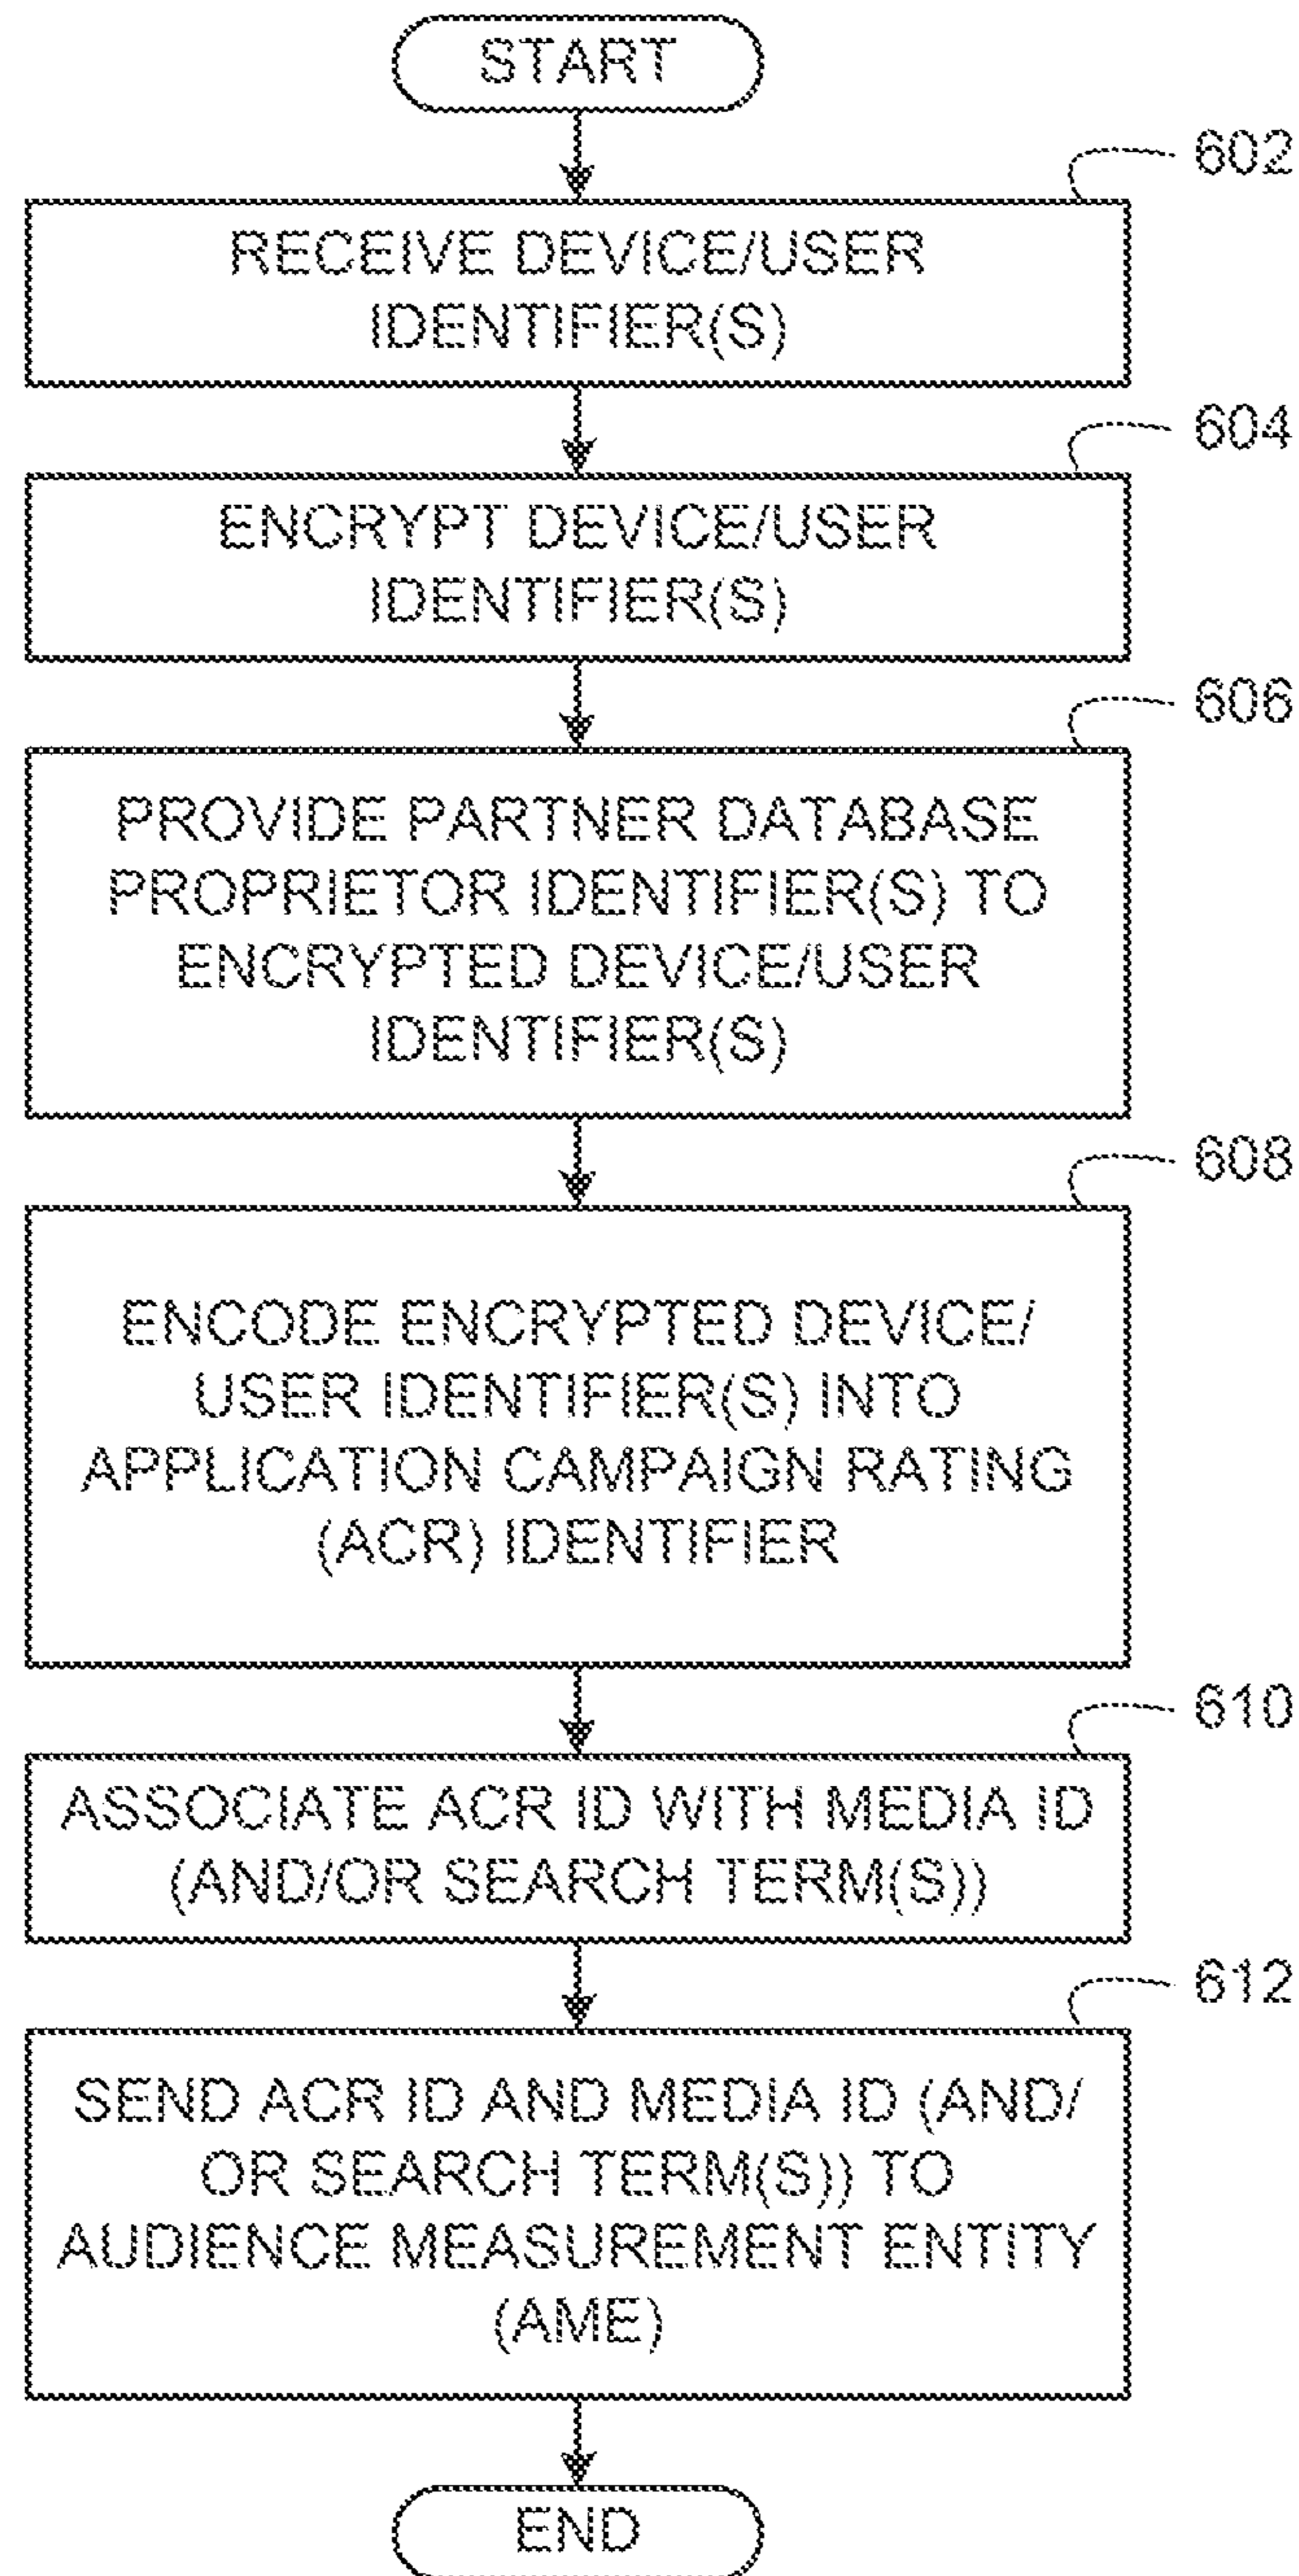 START
602
RECEIVE DEVICE/USER
IDENTIFIER(S)
604
ENCRYPT DEVICE/USER
IDENTIFIER(S)
606
PROVIDE PARTNER DATABASE
PROPRIETOR IDENTIFIER(S) TO
ENCRYPTED DEVICE/USER
IDENTIFIER(S)
608
ENCODE ENCRYPTED DEVICE/
USER IDENTIFIER(S) INTO
APPLICATION CAMPAIGN RATING
(ACR) IDENTIFIER
610
ASSOCIATE ACR ID WITH MEDIA ID
(AND/OR SEARCH TERM(S))
612
SEND ACR ID AND MEDIA ID (AND/
OR SEARCH TERM(S)) TO
AUDIENCE MEASUREMENT ENTITY
(AME)
END